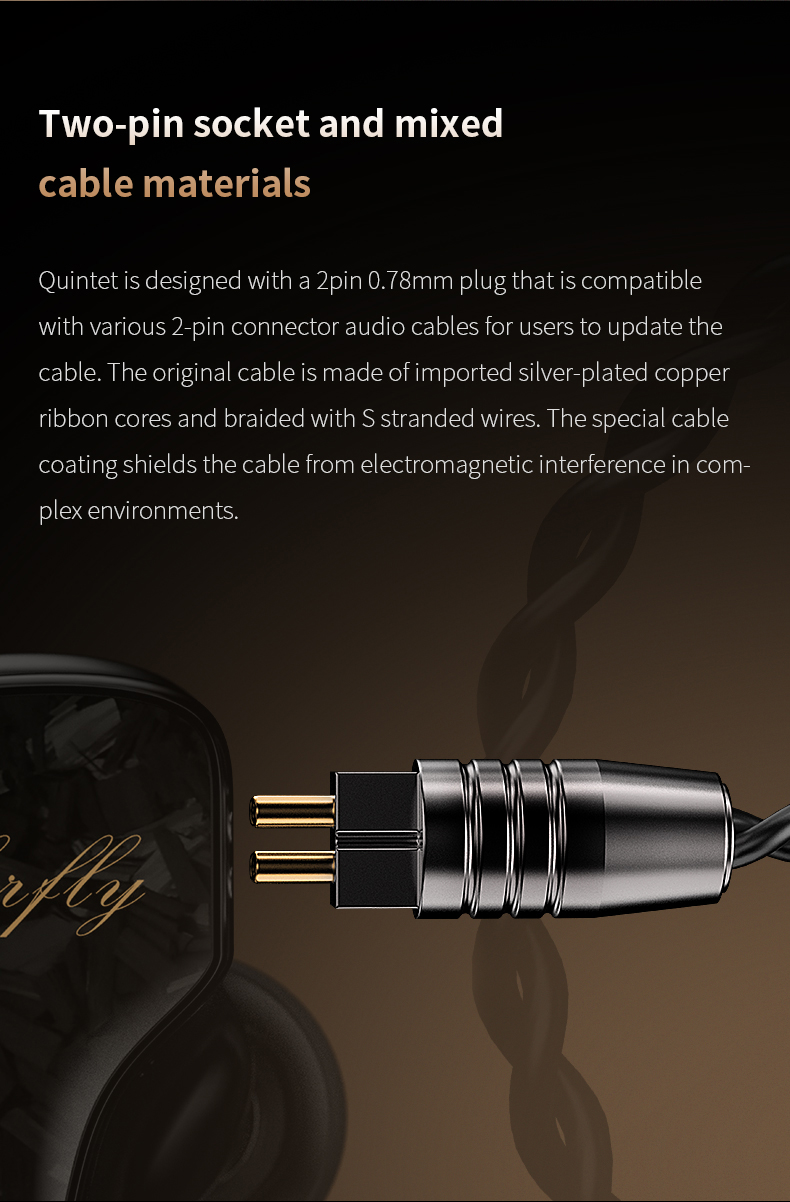 Two-pin socket and mixed
cable materials
Quintet is designed with a 2pin 0.78mm plug that is compatible
with various 2-pin connector audio cables for users to update the
cable. The original cable is made of imported silver-plated copper
ribbon cores and braided with S stranded wires. The special cable
coating shields the cable from electromagnetic interference in com-
plex environments.
rfly